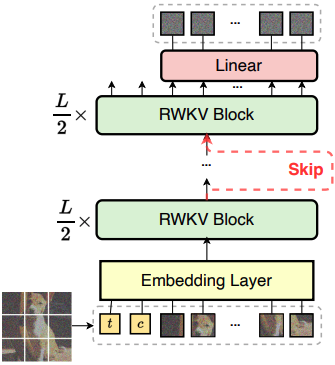 ...
Linear
...
L/2 × RWKV Block
...
Skip
L/2 × RWKV Block
Embedding Layer
t c ...